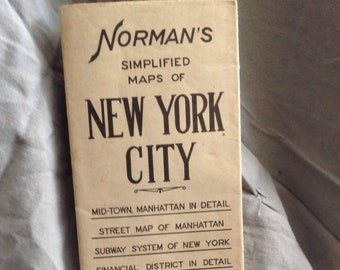 NORMAN'S
SIMPLIFIED
MAPS OF
NEW YORK
CITY
MID-TOWN, MANHATTAN IN DETAIL
STREET MAP OF MANHATTAN
SUBWAY SYSTEM OF NEW YORK
FINANCIAL DISTRICT IN DETAIL